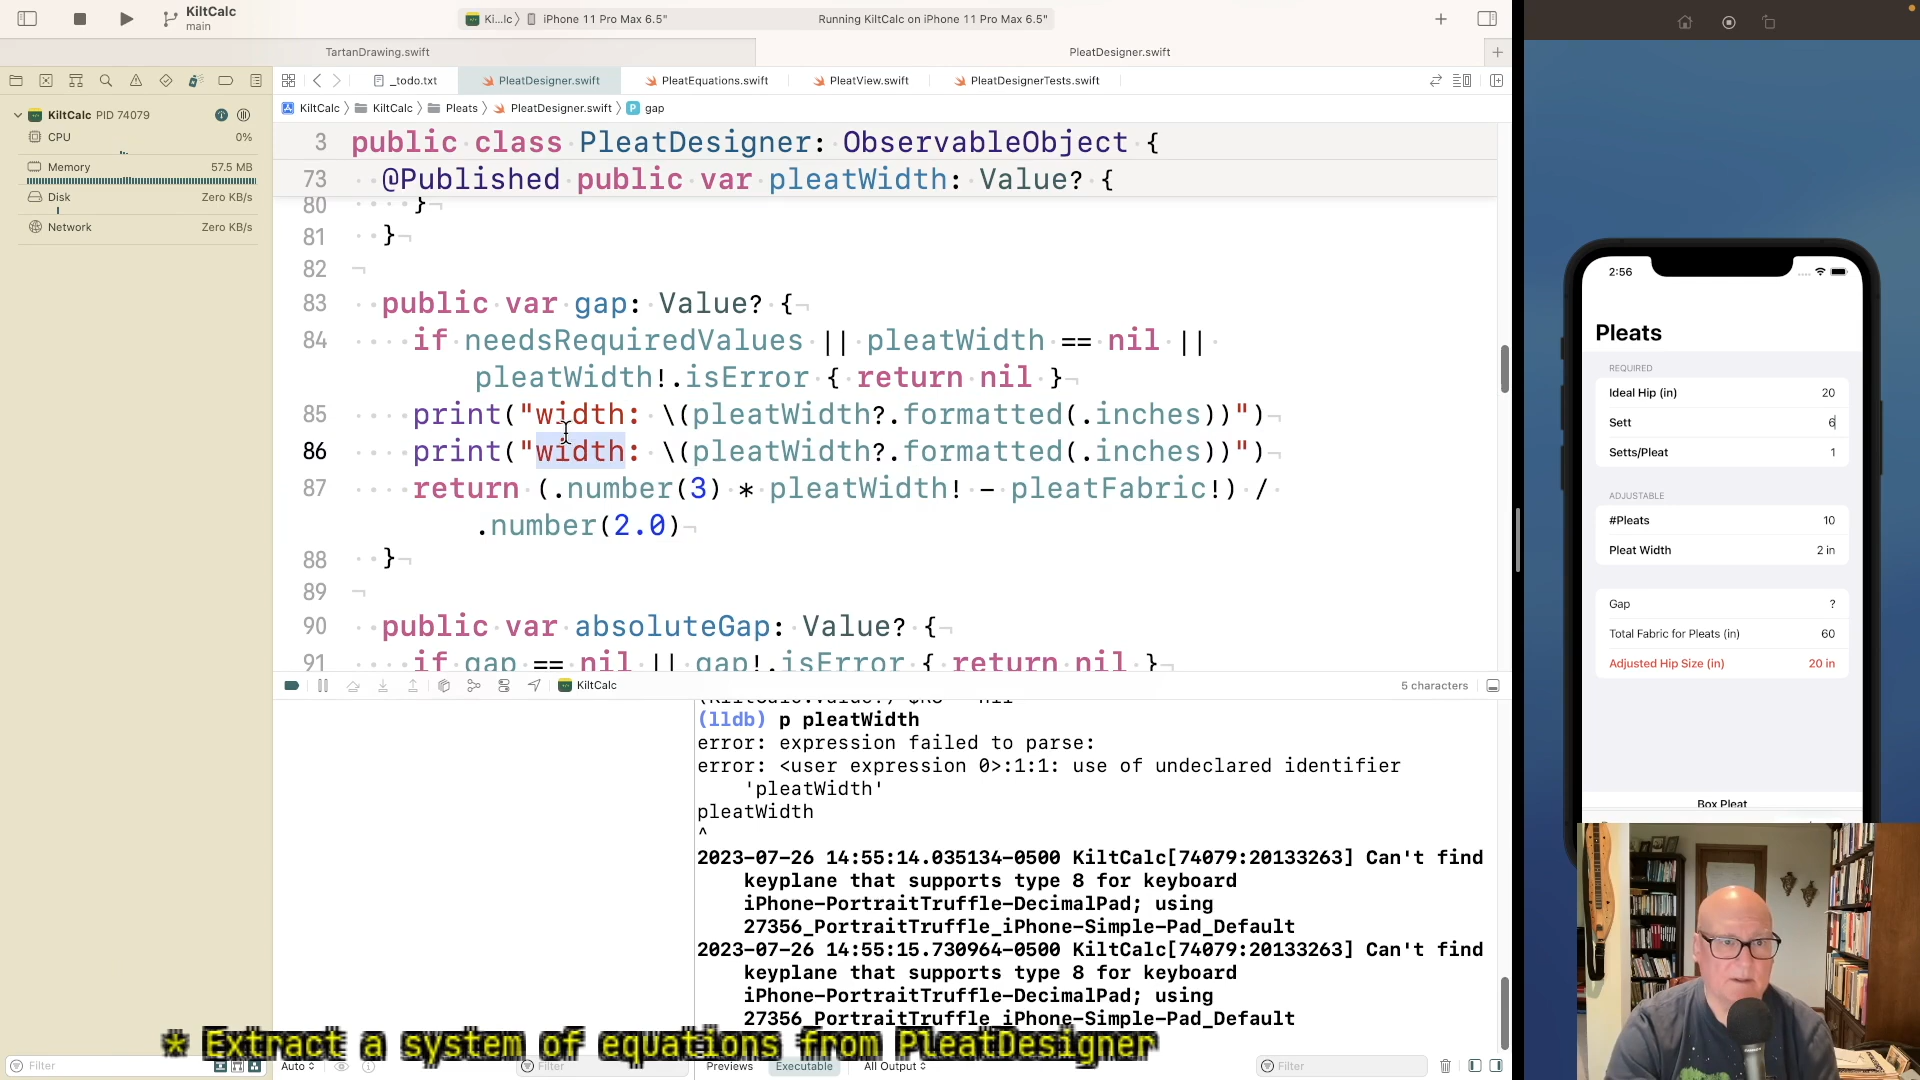 KiltCalc
main
Ki...lc
iPhone 11 Pro Max 6.5"
Running KiltCalc on iPhone 11 Pro Max 6.5"
TartanDrawing.swift
PleatDesigner.swift
_todo.txt
PleatDesigner.swift
PleatEquations.swift
PleatView.swift
PleatDesignerTests.swift
KiltCalc
KiltCalc
Pleats
PleatDesigner.swift
P gap
KiltCalc PID 74079
CPU 0%
Memory 57.5 MB
Disk Zero KB/s
Network Zero KB/s
3 public class PleatDesigner: ObservableObject {
73 @Published public var pleatWidth: Value? {
80 }
81 }
82
83 public var gap: Value? {
84 if needsRequiredValues || pleatWidth == nil ||
pleatWidth!.isError { return nil }
85 print("width: \(pleatWidth?.formatted(.inches))")
86 print("width: \(pleatWidth?.formatted(.inches))")
87 return (.number(3) * pleatWidth! - pleatFabric!) /
.number(2.0)
88 }
89
90 public var absoluteGap: Value? {
91 if gap == nil || gap!.isError { return nil }
KiltCalc
5 characters
(lldb) p pleatWidth
error: expression failed to parse:
error: <user expression 0>:1:1: use of undeclared identifier
'pleatWidth'
pleatWidth
^
2023-07-26 14:55:14.035134-0500 KiltCalc[74079:20133263] Can't find
keyplane that supports type 8 for keyboard
iPhone-PortraitTruffle-DecimalPad; using
27356_PortraitTruffle_iPhone-Simple-Pad_Default
2023-07-26 14:55:15.730964-0500 KiltCalc[74079:20133263] Can't find
keyplane that supports type 8 for keyboard
iPhone-PortraitTruffle-DecimalPad; using
27356_PortraitTruffle_iPhone-Simple-Pad_Default
* Extract a system of equations from PleatDesigner
Filter
Auto
Filter
Previews
Executable
All Output
Filter
2:56
Pleats
REQUIRED
Ideal Hip (in) 20
Sett 6
Setts/Pleat 1
ADJUSTABLE
#Pleats 10
Pleat Width 2 in
Gap ?
Total Fabric for Pleats (in) 60
Adjusted Hip Size (in) 20 in
Box Pleat